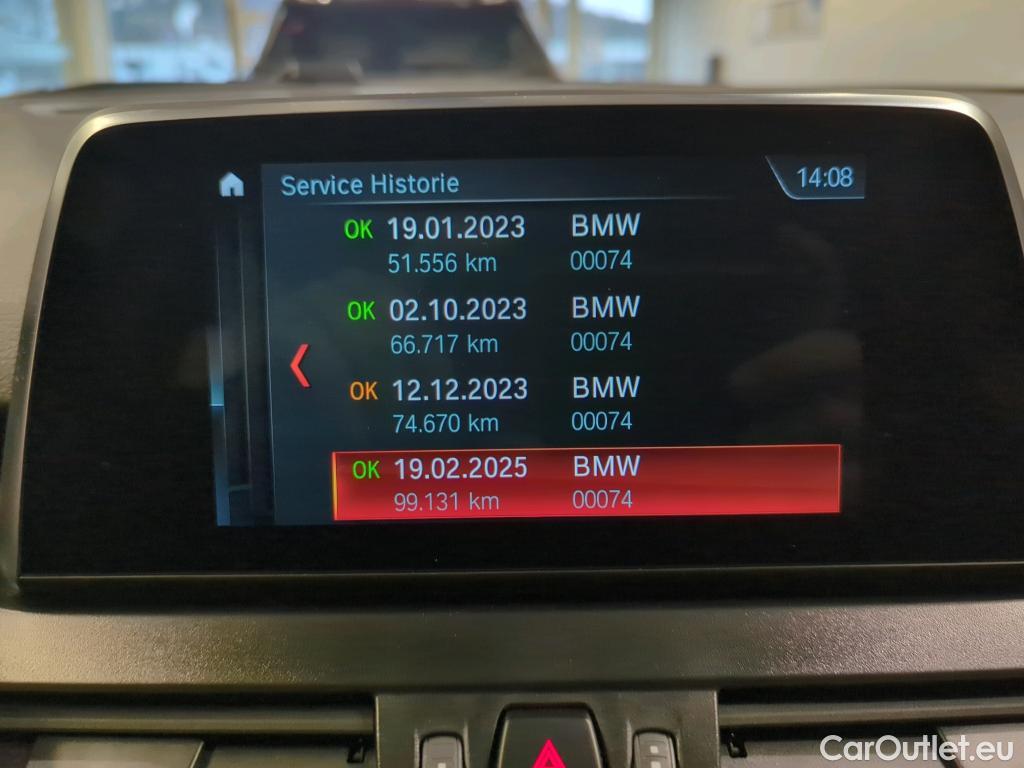 Service Historie
14:08
OK 19.01.2023 BMW
51.556 km 00074
OK 02.10.2023 BMW
66.717 km 00074
OK 12.12.2023 BMW
74.670 km 00074
OK 19.02.2025 BMW
99.131 km 00074
CarOutlet.eu